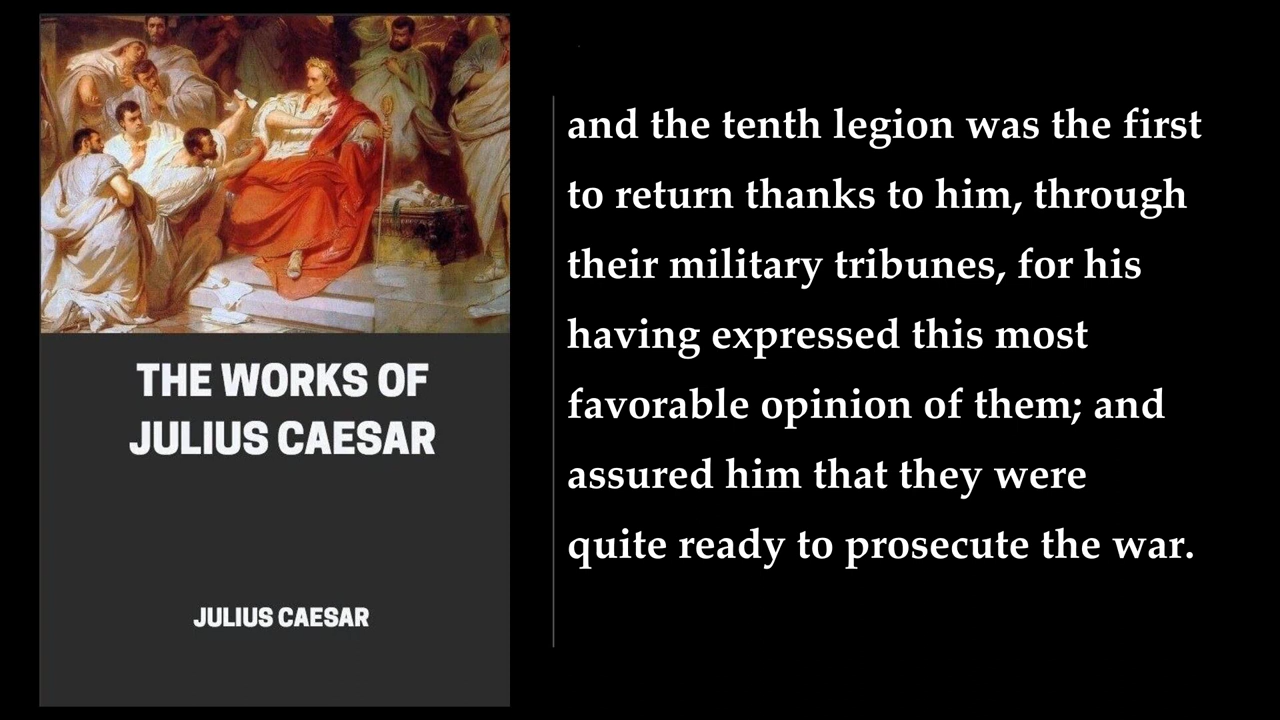 THE WORKS OF
JULIUS CAESAR
JULIUS CAESAR
and the tenth legion was the first
to return thanks to him, through
their military tribunes, for his
having expressed this most
favorable opinion of them; and
assured him that they were
quite ready to prosecute the war.